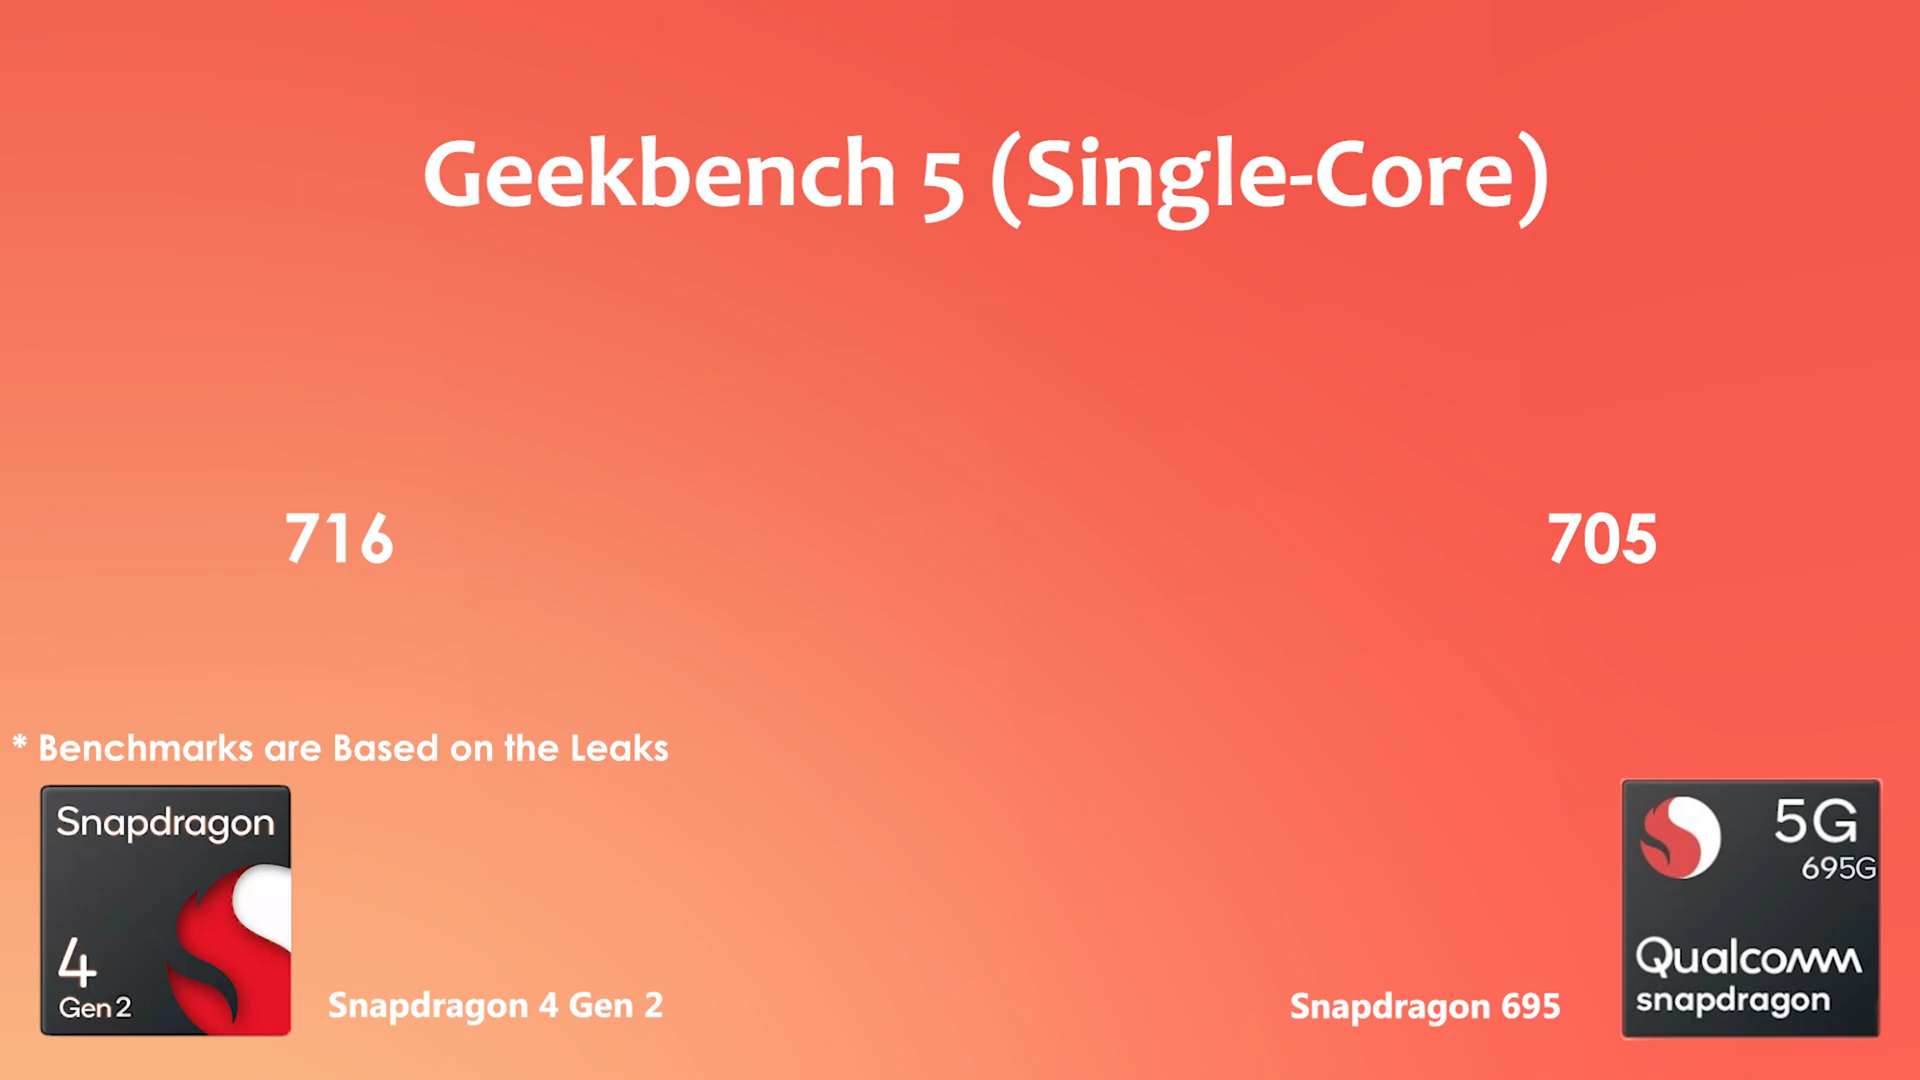 Geekbench 5 (Single-Core)
716
705
* Benchmarks are Based on the Leaks
Snapdragon
4
Gen 2
Snapdragon 4 Gen 2
Snapdragon 695
5G
695G
Qualcomm
snapdragon